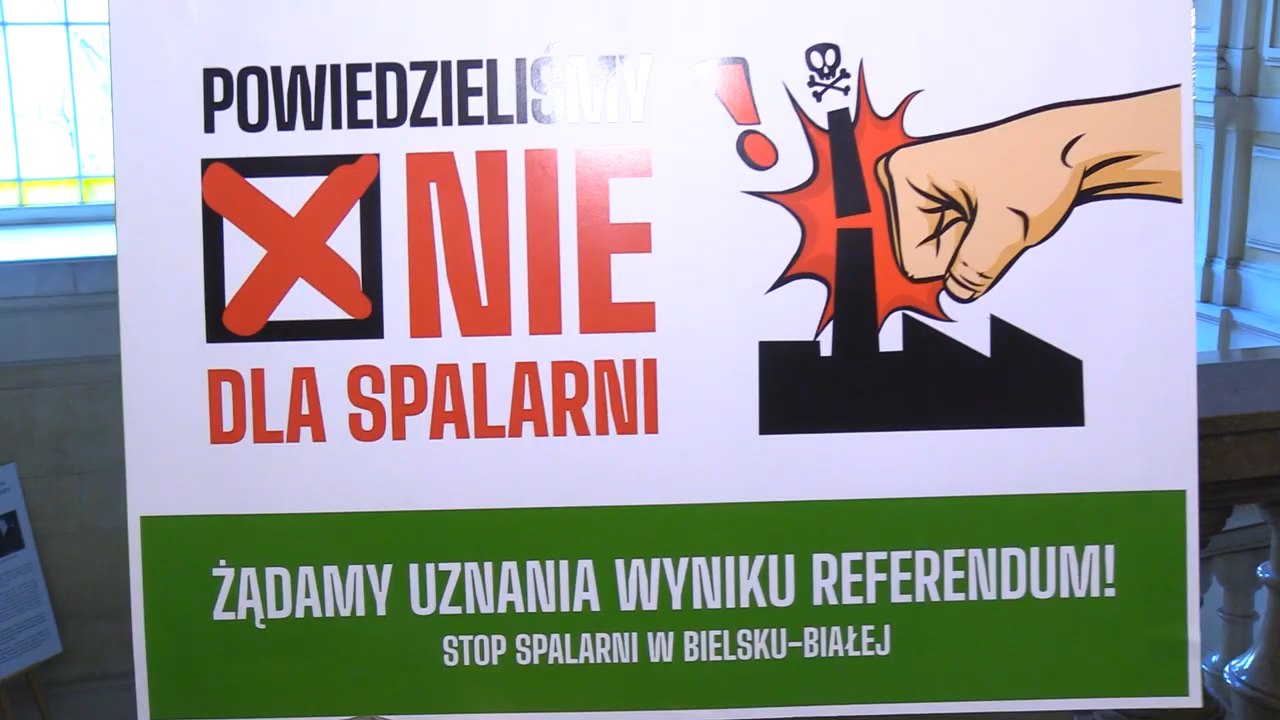 POWIEDZIELIŚMY
NIE
DLA SPALARNI
ŻĄDAMY UZNANIA WYNIKU REFERENDUM!
STOP SPALARNI W BIELSKU-BIAŁEJ